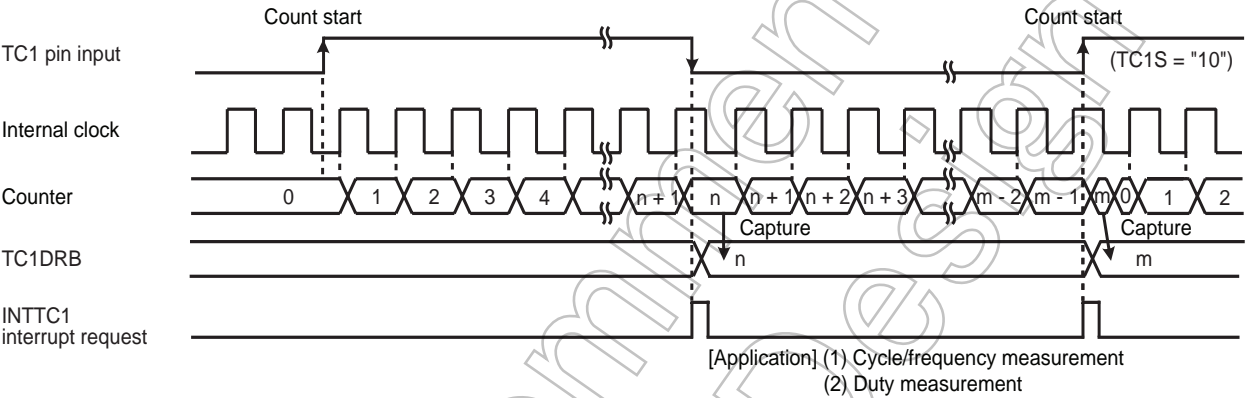 Count start Count start
TC1 pin input
(TC1S = "10")
Internal clock
Counter 0 1 2 3 4 n + 1 n n + 1 n + 2 n + 3 m - 2 m - 1 m 0 1 2
Capture Capture
TC1DRB n m
INTTC1
interrupt request
[Application] (1) Cycle/frequency measurement
(2) Duty measurement